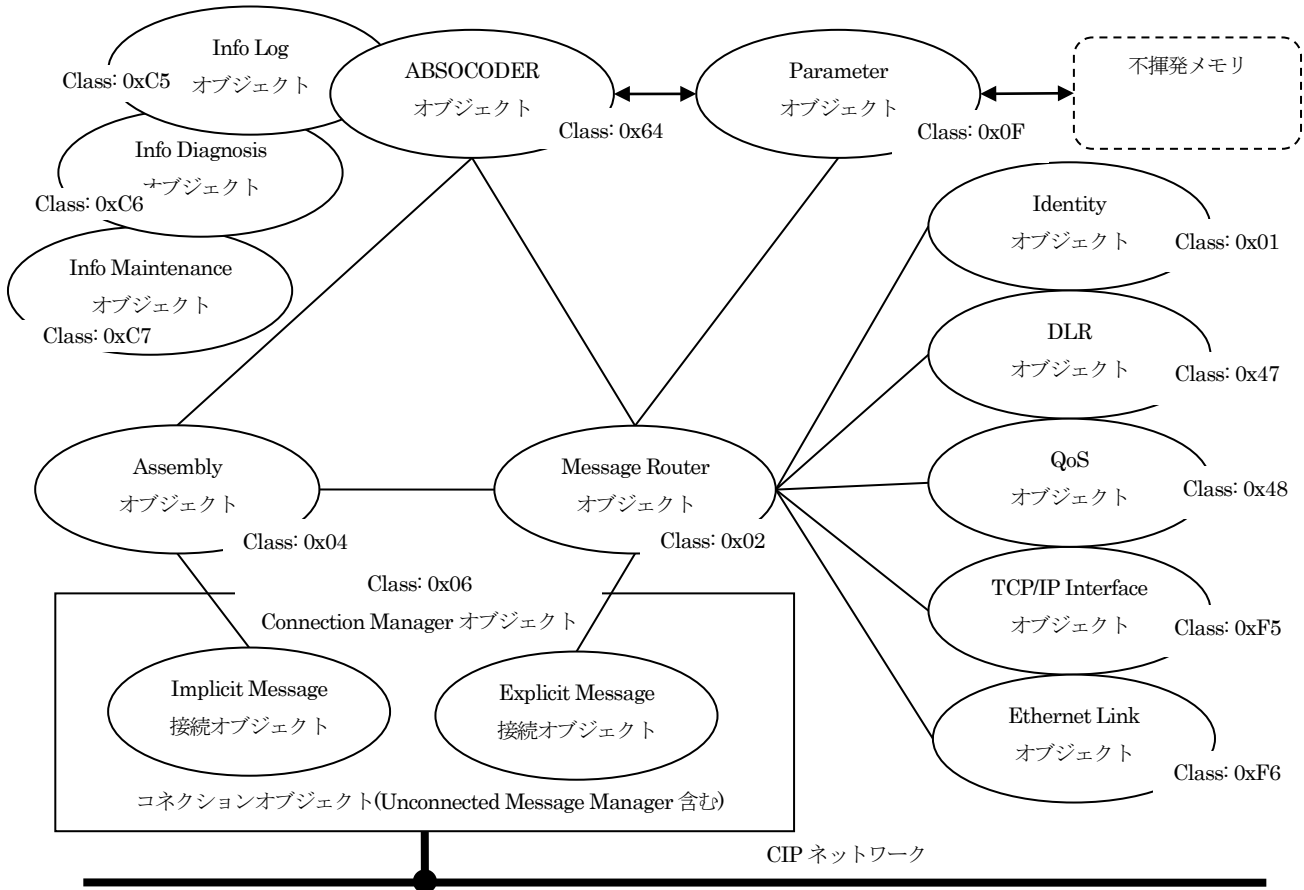 Info Log
オブジェクト
Class: 0xC5
ABSOCODER
オブジェクト
Class: 0x64
Parameter
オブジェクト
Class: 0x0F
不揮発メモリ
Info Diagnosis
オブジェクト
Class: 0xC6
Info Maintenance
オブジェクト
Class: 0xC7
Identity
オブジェクト
Class: 0x01
DLR
オブジェクト
Class: 0x47
QoS
オブジェクト
Class: 0x48
TCP/IP Interface
オブジェクト
Class: 0xF5
Ethernet Link
オブジェクト
Class: 0xF6
Assembly
オブジェクト
Class: 0x04
Message Router
オブジェクト
Class: 0x02
Class: 0x06
Connection Manager オブジェクト
Implicit Message
接続オブジェクト
Explicit Message
接続オブジェクト
コネクションオブジェクト(Unconnected Message Manager 含む)
CIP ネットワーク